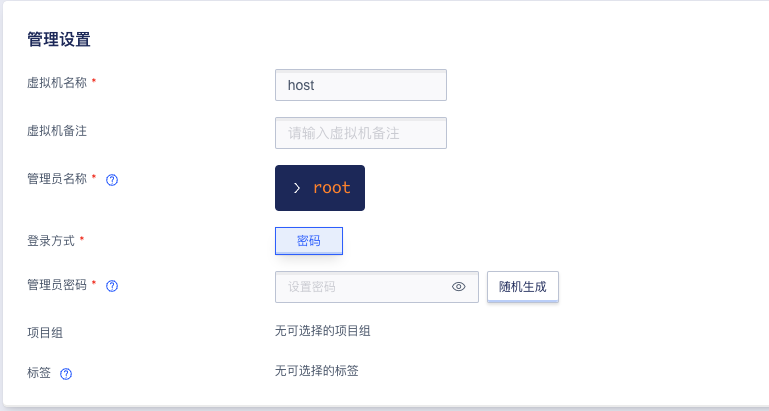 管理设置
虚拟机名称 *
host
虚拟机备注
请输入虚拟机备注
管理员名称 * ?
> root
登录方式 *
密码
管理员密码 * ?
设置密码
随机生成
项目组
无可选择的项目组
标签 ?
无可选择的标签